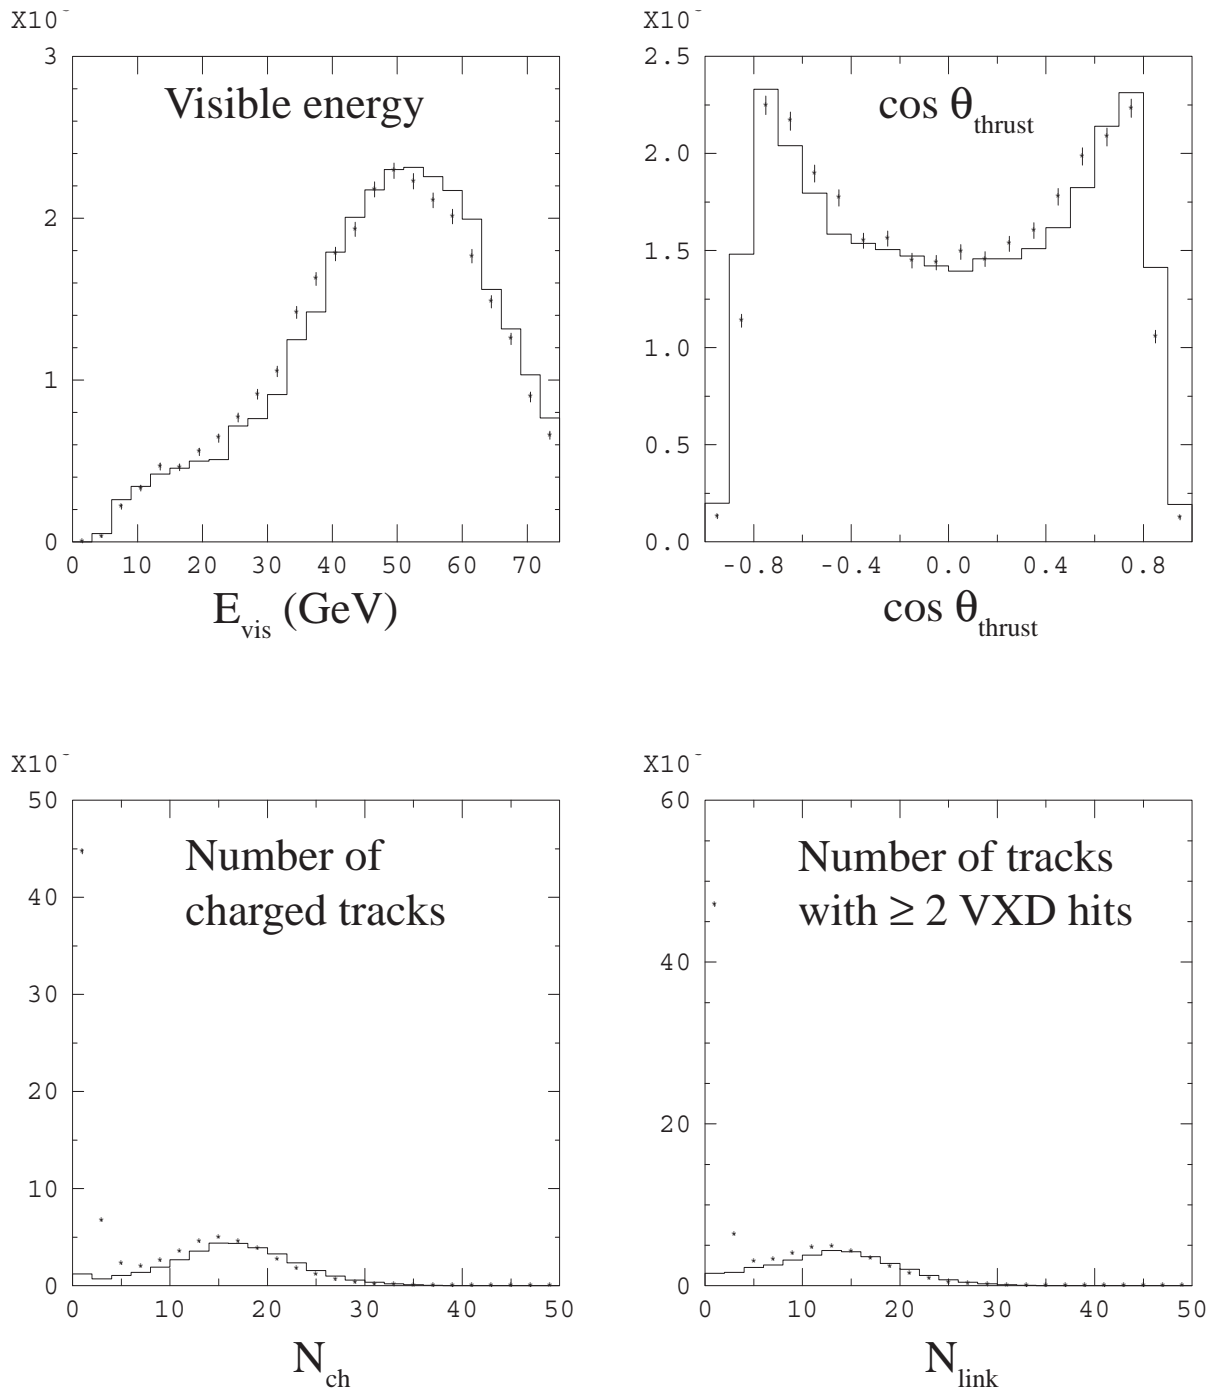 X10
3
2
1
0
Visible energy
0 10 20 30 40 50 60 70
E_vis (GeV)
X10
2.5
2.0
1.5
1.0
0.5
0.0
cos θ_thrust
-0.8 -0.4 0.0 0.4 0.8
cos θ_thrust
X10
50
40
30
20
10
0
Number of
charged tracks
0 10 20 30 40 50
N_ch
X10
60
40
20
0
Number of tracks
with ≥ 2 VXD hits
0 10 20 30 40 50
N_link